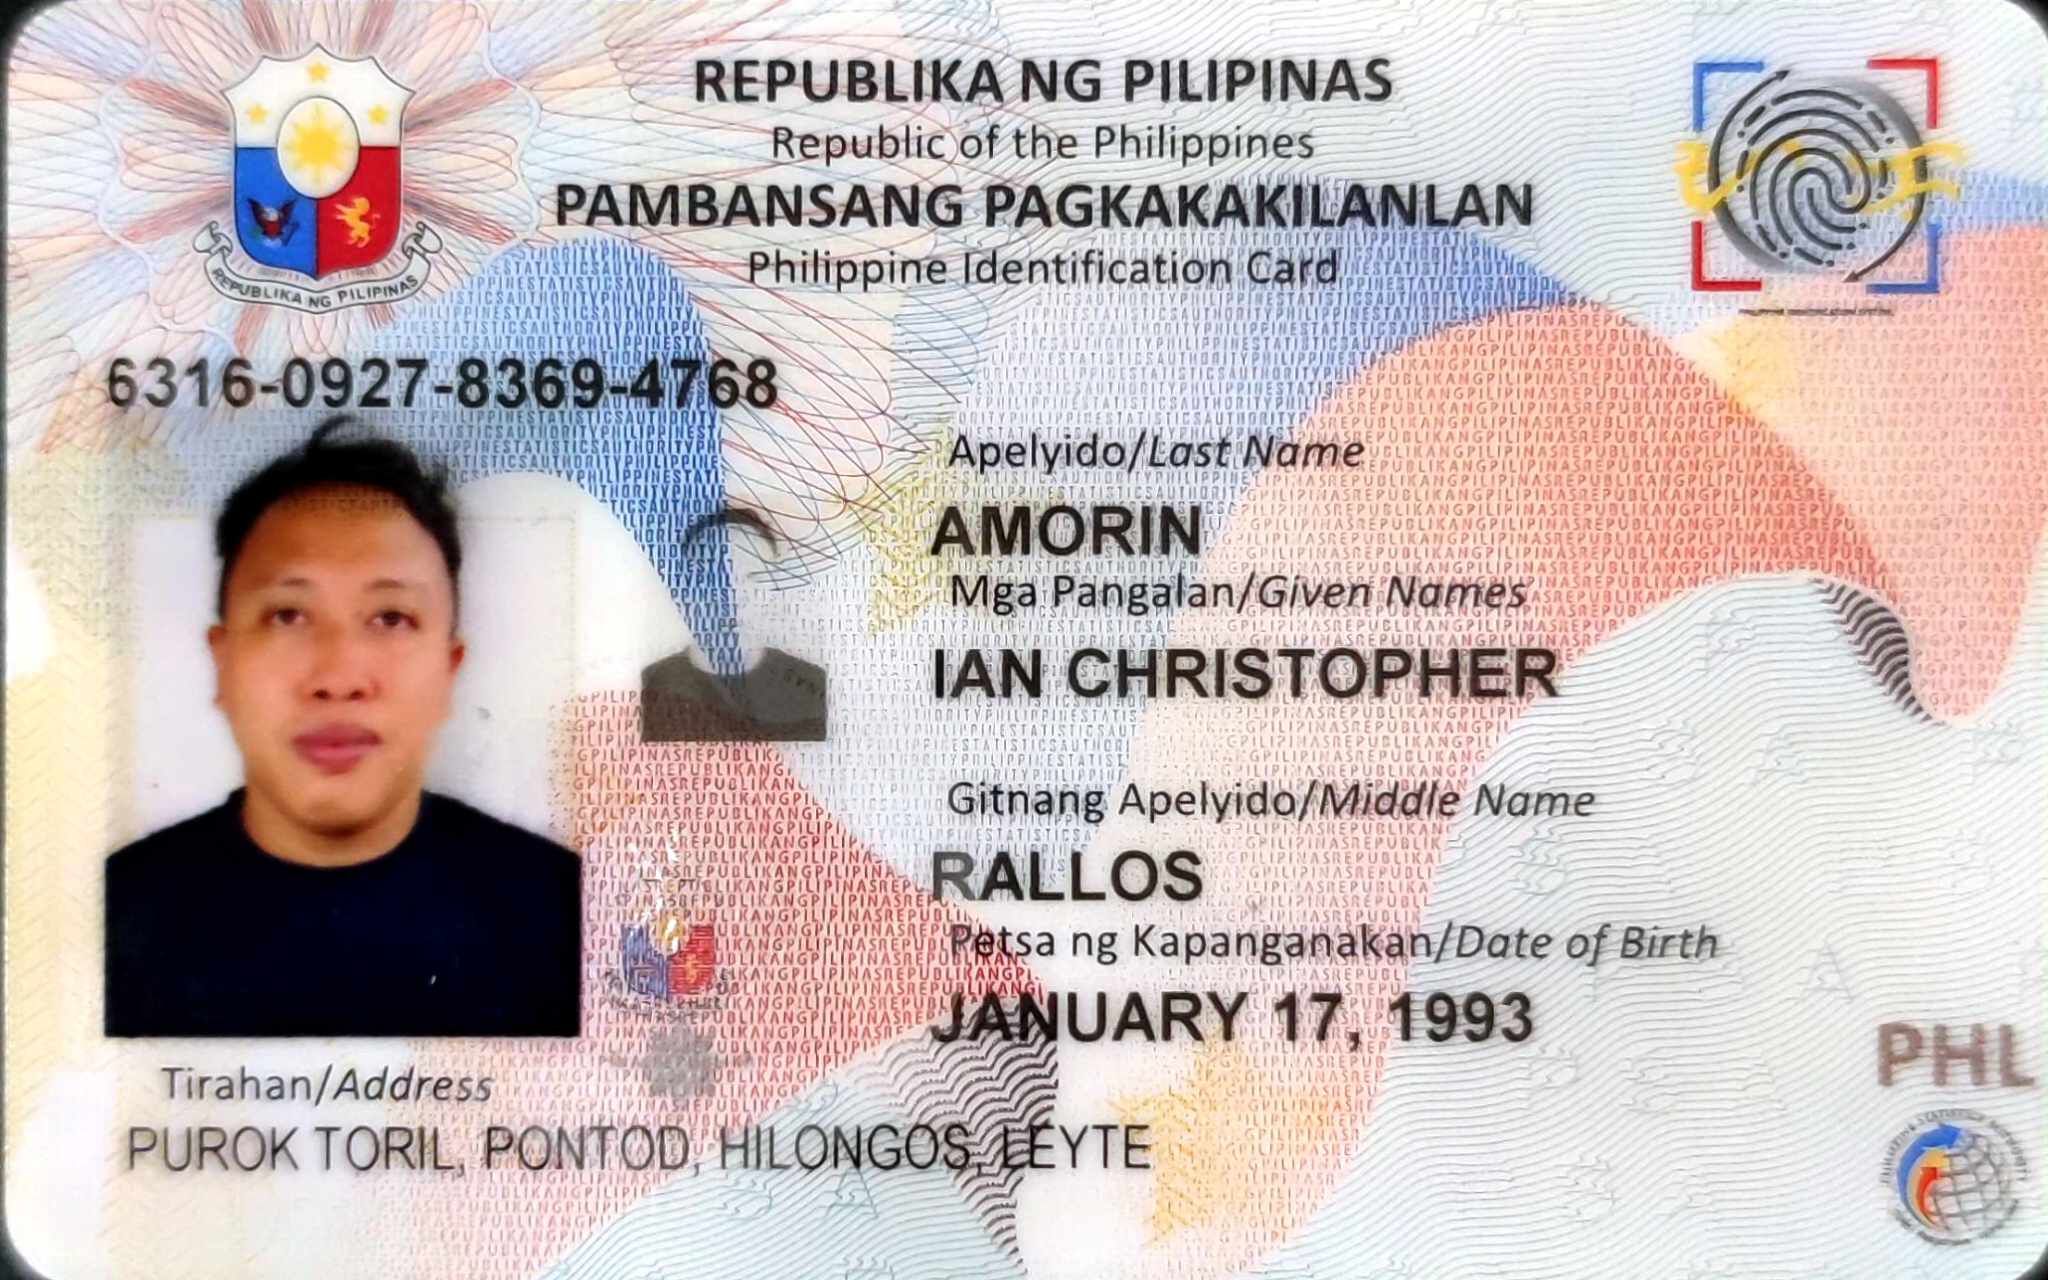 REPUBLIKA NG PILIPINAS
Republic of the Philippines
PAMBANSANG PAGKAKAKILANLAN
Philippine Identification Card
REPUBLIKA NG PILIPINAS
6316-0927-8369-4768
Apelyido/Last Name
AMORIN
Mga Pangalan/Given Names
IAN CHRISTOPHER
Gitnang Apelyido/Middle Name
RALLOS
Petsa ng Kapanganakan/Date of Birth
JANUARY 17, 1993
PHL
Tirahan/Address
PUROK TORIL, PONTOD, HILONGOS, LEYTE